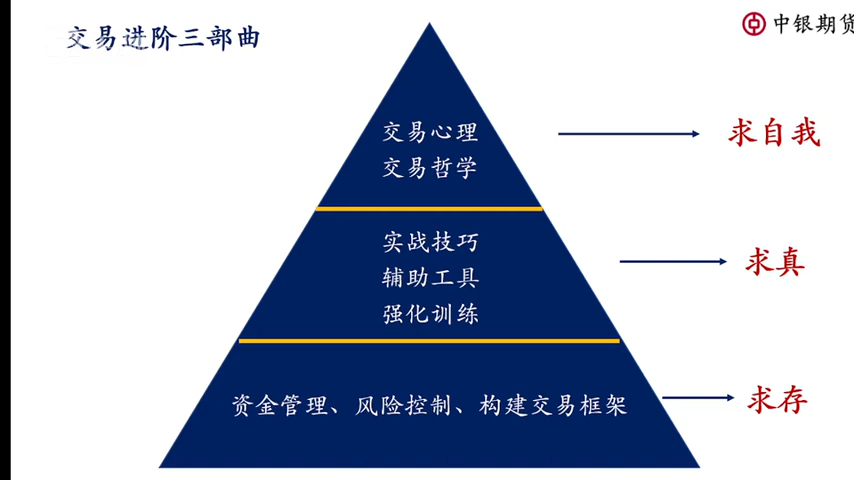 交易进阶三部曲
中银期货
交易心理
交易哲学
求自我
实战技巧
辅助工具
强化训练
求真
资金管理、风险控制、构建交易框架
求存